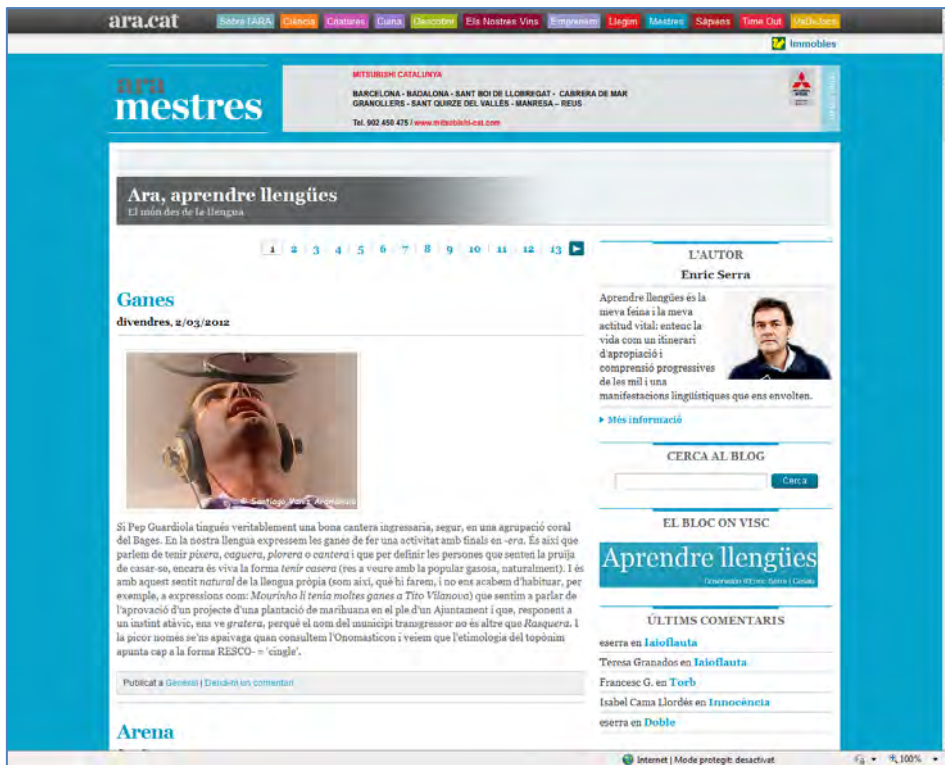 ara.cat
Sobre l'ARA Ciència Criatures Cuina Descobrir Els Nostres Vins Emprenem Llegim Mestres Sàpiens Time Out
Immobles
ara
mestres
MITSUBISHI CATALUNYA
BARCELONA - BADALONA - SANT BOI DE LLOBREGAT - CABRERA DE MAR
GRANOLLERS - SANT QUIRZE DEL VALLÈS - MANRESA – REUS
Tel. 902 450 475 / www.mitsubishi-cat.com
Ara, aprendre llengües
El món des de la llengua
1 2 3 4 5 6 7 8 9 10 11 12 13
Ganes
divendres, 2/03/2012
© Santiago
Si Pep Guardiola tingués veritablement una bona cantera ingressaria, segur, en una agrupació coral
del Bages. En la nostra llengua expressem les ganes de fer una activitat amb finals en -era. És així que
parlem de tenir pixera, caguera, plorera o cantera i que per definir les persones que senten la pruïja
de casar-se, encara és viva la forma tenir casera (res a veure amb la popular gasosa, naturalment). I és
amb aquest sentit natural de la llengua pròpia (som així, què hi farem, i no ens acabem d'habituar, per
exemple, a expressions com: Mourinho li tenia moltes ganes a Tito Vilanova) que sentim a parlar de
l'aprovació d'un projecte d'una plantació de marihuana en el ple d'un Ajuntament i que, responent a
un instint atàvic, ens ve gratera, perquè el nom del municipi transgressor no és altre que Rasquera. I
la picor només se'ns apaivaga quan consultem l'Onomasticon i veiem que l'etimologia del topònim
apunta cap a la forma RESCO- = 'cingle'.
Publicat a General | Deixa-hi un comentari
Arena
L'AUTOR
Enric Serra
Aprendre llengües és la
meva feina i la meva
actitud vital: entenc la
vida com un itinerari
d'apropiació i
comprensió progressives
de les mil i una
manifestacions lingüístiques que ens envolten.
Més informació
CERCA AL BLOG
Cerca
EL BLOC ON VISC
Aprendre llengües
ÚLTIMS COMENTARIS
eserra en Iaioflauta
Teresa Granados en Iaioflauta
Francesc G. en Torb
Isabel Cama Llordés en Innocència
eserra en Doble
Internet | Mode protegit: desactivat
100%